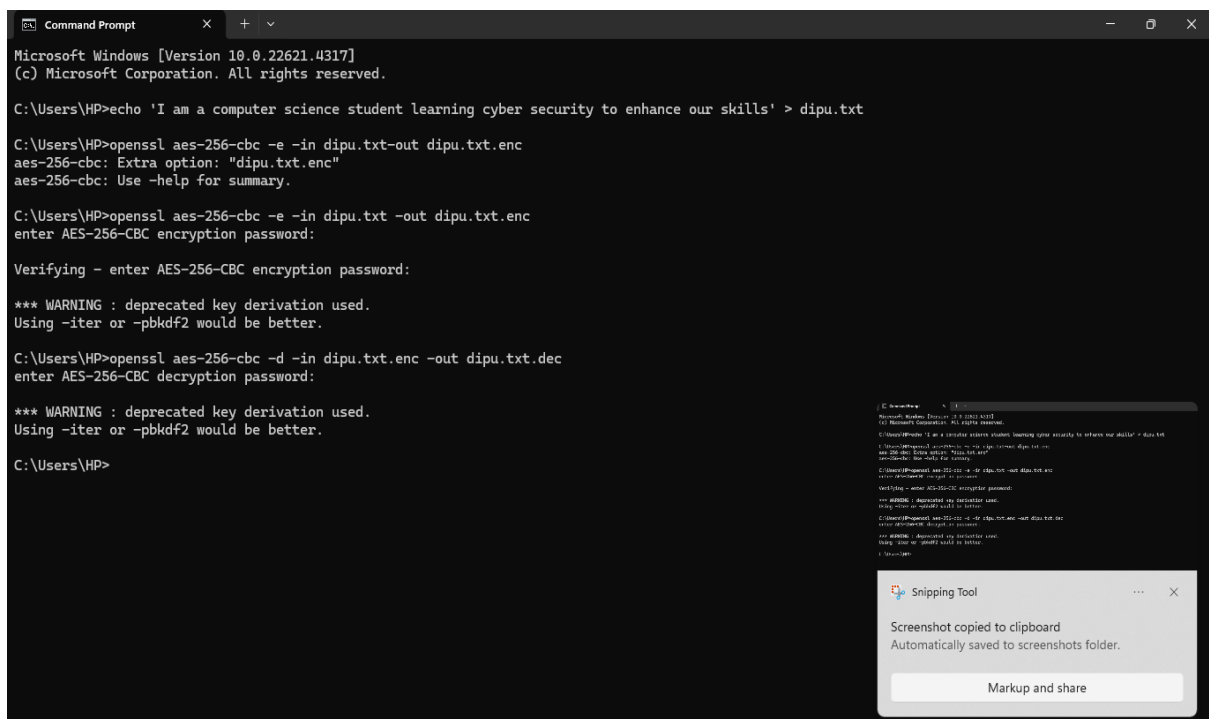 Command Prompt
Microsoft Windows [Version 10.0.22621.4317]
(c) Microsoft Corporation. All rights reserved.
C:\Users\HP>echo 'I am a computer science student learning cyber security to enhance our skills' > dipu.txt
C:\Users\HP>openssl aes-256-cbc -e -in dipu.txt-out dipu.txt.enc
aes-256-cbc: Extra option: "dipu.txt.enc"
aes-256-cbc: Use -help for summary.
C:\Users\HP>openssl aes-256-cbc -e -in dipu.txt -out dipu.txt.enc
enter AES-256-CBC encryption password:
Verifying - enter AES-256-CBC encryption password:
*** WARNING : deprecated key derivation used.
Using -iter or -pbkdf2 would be better.
C:\Users\HP>openssl aes-256-cbc -d -in dipu.txt.enc -out dipu.txt.dec
enter AES-256-CBC decryption password:
*** WARNING : deprecated key derivation used.
Using -iter or -pbkdf2 would be better.
C:\Users\HP>
Snipping Tool
Screenshot copied to clipboard
Automatically saved to screenshots folder.
Markup and share